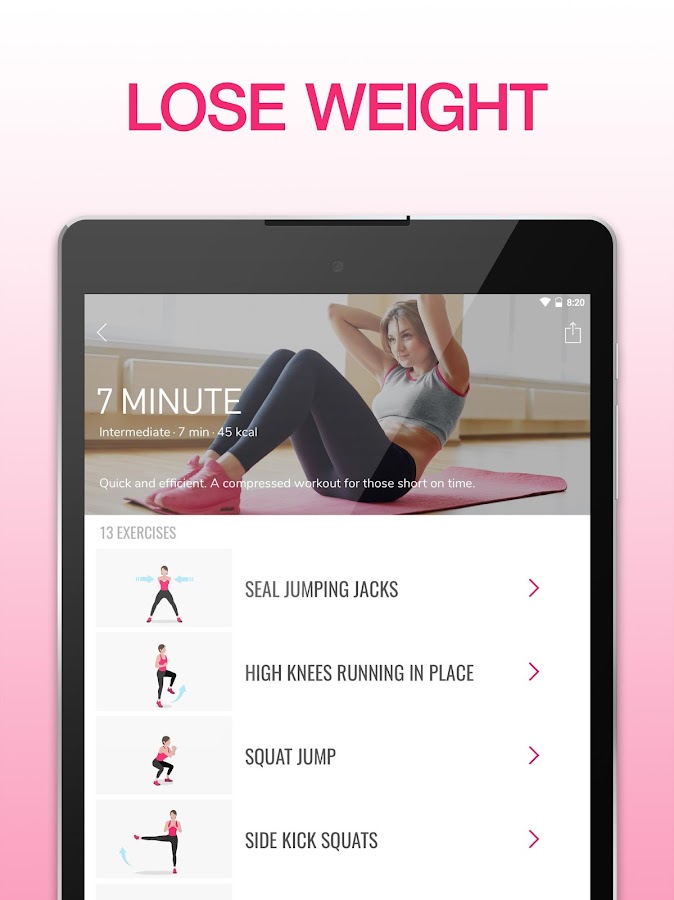 LOSE WEIGHT
8:20
7 MINUTE
Intermediate · 7 min · 45 kcal
Quick and efficient. A compressed workout for those short on time.
13 EXERCISES
SEAL JUMPING JACKS
HIGH KNEES RUNNING IN PLACE
SQUAT JUMP
SIDE KICK SQUATS